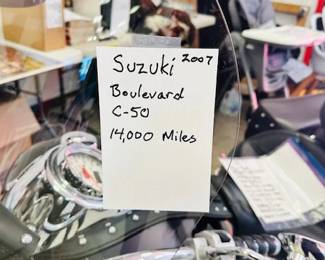 Suzuki 2007
Boulevard
C-50
14,000 Miles